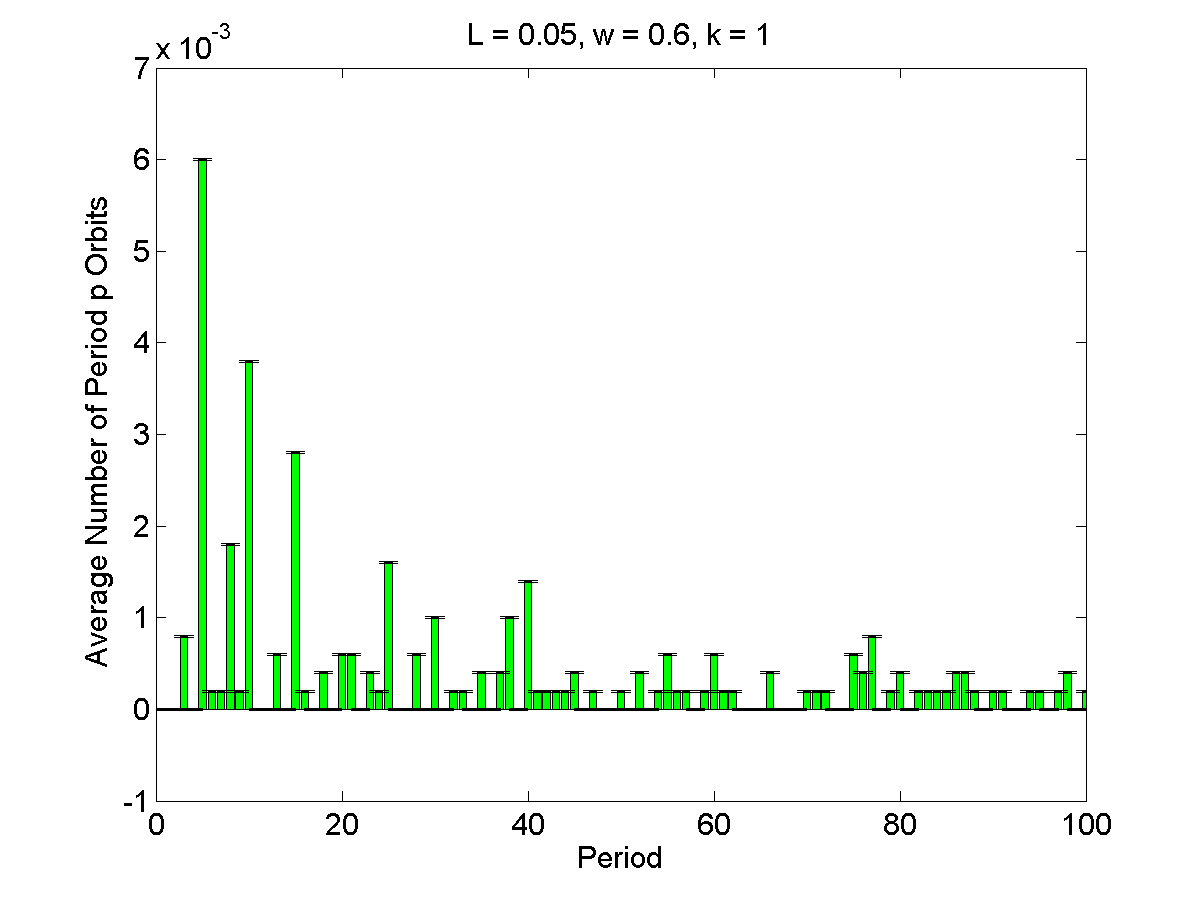 L = 0.05, w = 0.6, k = 1
x 10^-3
7
6
5
4
3
2
1
0
-1
Average Number of Period p Orbits
0 20 40 60 80 100
Period